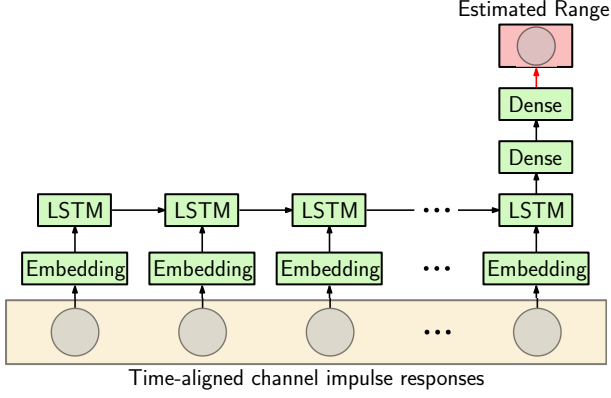 Estimated Range
Dense
Dense
LSTM LSTM LSTM ... LSTM
Embedding Embedding Embedding ... Embedding
...
Time-aligned channel impulse responses